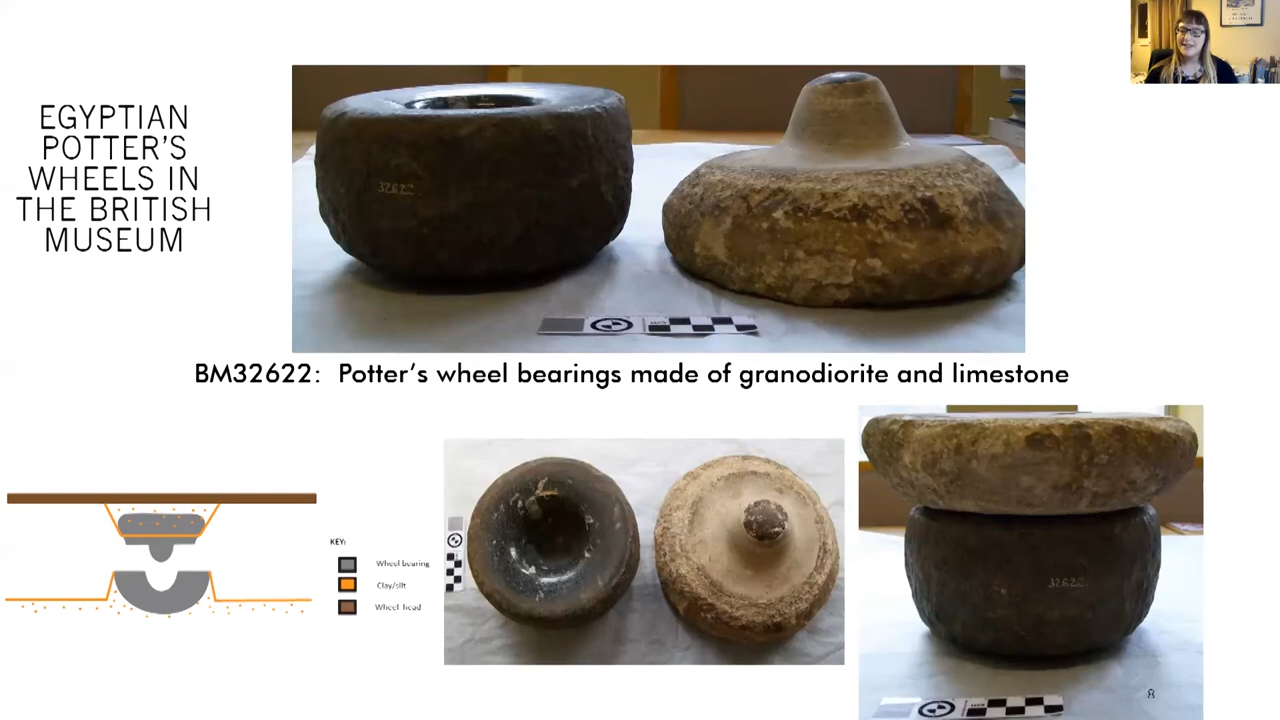 EGYPTIAN
POTTER'S
WHEELS IN
THE BRITISH
MUSEUM
32622
BM32622: Potter's wheel bearings made of granodiorite and limestone
KEY:
Wheel bearing
Clay/silt
Wheel head
32622
8